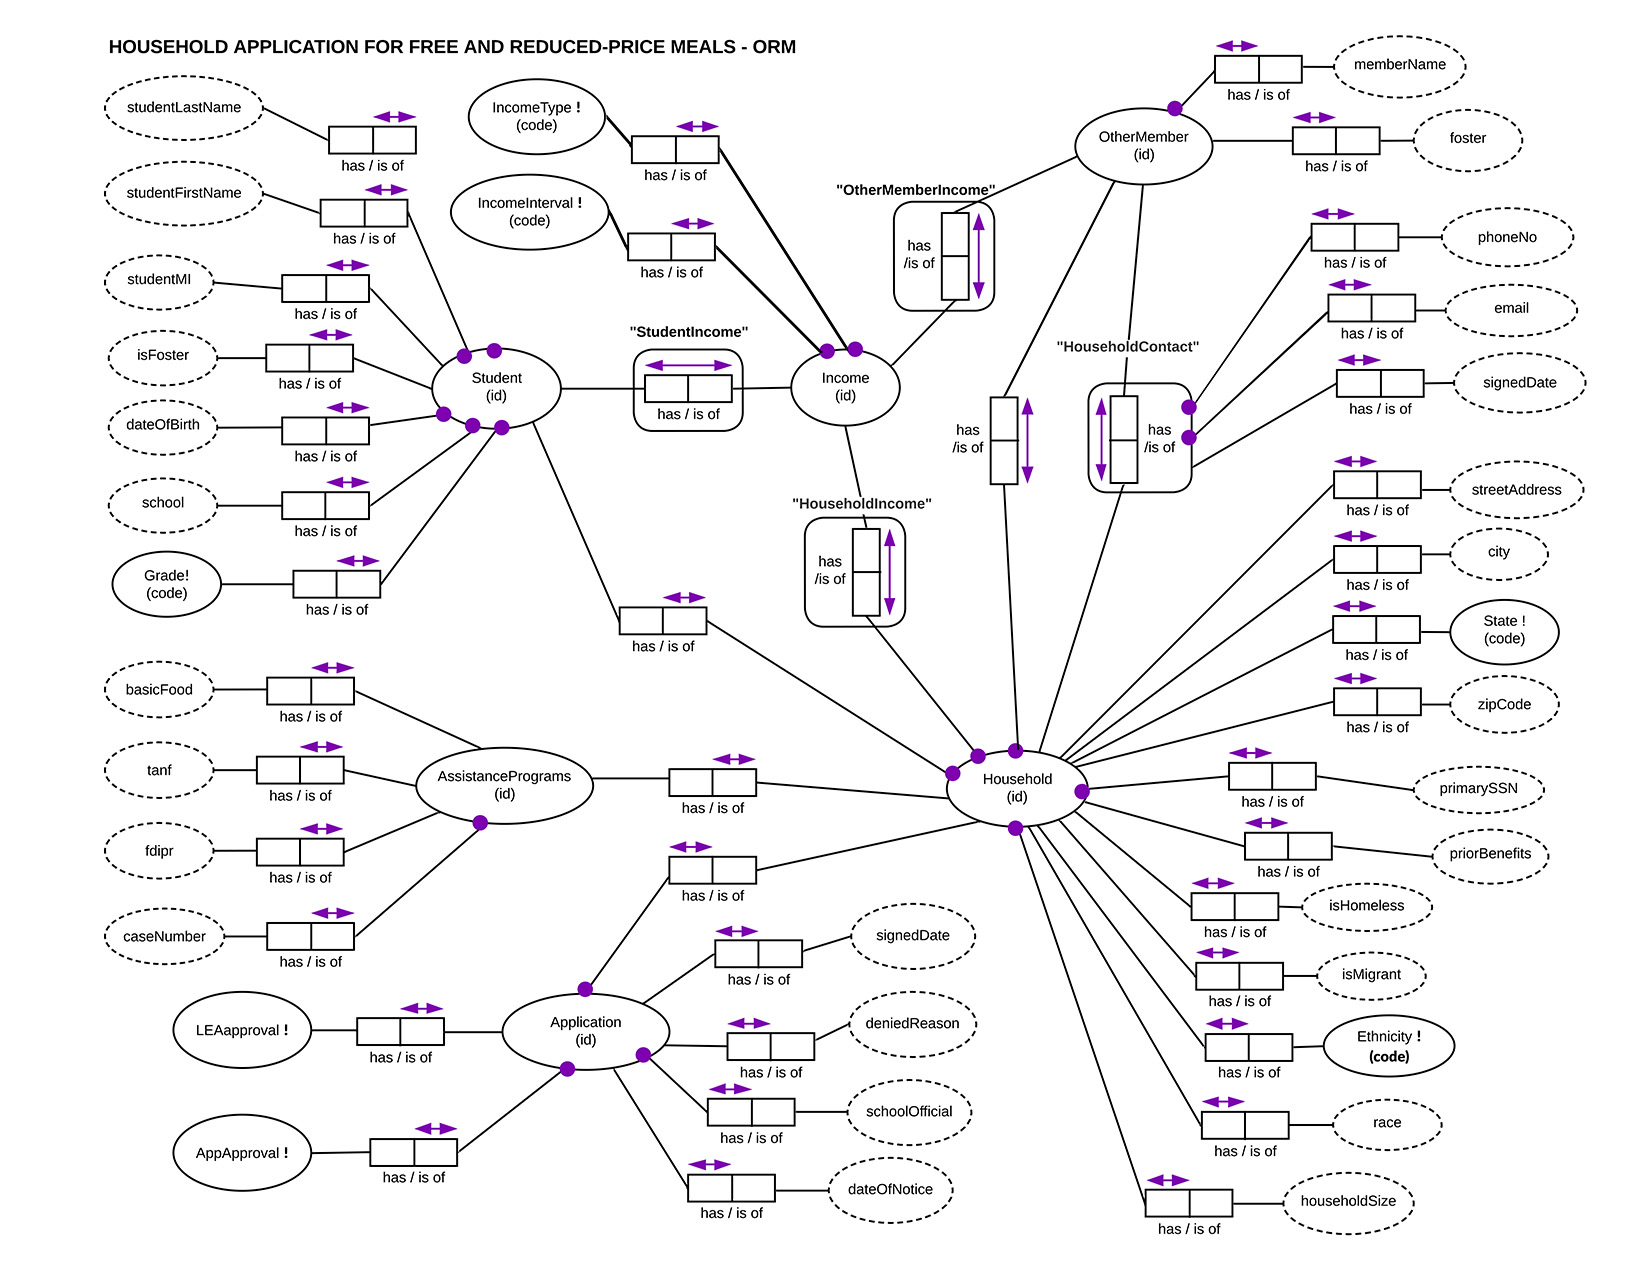 HOUSEHOLD APPLICATION FOR FREE AND REDUCED-PRICE MEALS - ORM
studentLastName
has / is of
studentFirstName
has / is of
studentMI
has / is of
isFoster
has / is of
dateOfBirth
has / is of
school
has / is of
Grade!
(code)
has / is of
IncomeType !
(code)
has / is of
IncomeInterval !
(code)
has / is of
Student
(id)
"StudentIncome"
has / is of
Income
(id)
"OtherMemberIncome"
has
/is of
OtherMember
(id)
has / is of
memberName
has / is of
foster
"HouseholdContact"
has
/is of
has
/is of
has / is of
phoneNo
has / is of
email
has / is of
signedDate
"HouseholdIncome"
has
/is of
has / is of
has / is of
streetAddress
has / is of
city
has / is of
State !
(code)
has / is of
zipCode
basicFood
has / is of
tanf
has / is of
fdipr
has / is of
caseNumber
has / is of
AssistancePrograms
(id)
has / is of
Household
(id)
has / is of
has / is of
primarySSN
has / is of
priorBenefits
has / is of
isHomeless
has / is of
isMigrant
has / is of
Ethnicity !
(code)
has / is of
race
has / is of
householdSize
LEAapproval !
has / is of
AppApproval !
has / is of
Application
(id)
has / is of
signedDate
has / is of
deniedReason
has / is of
schoolOfficial
has / is of
dateOfNotice